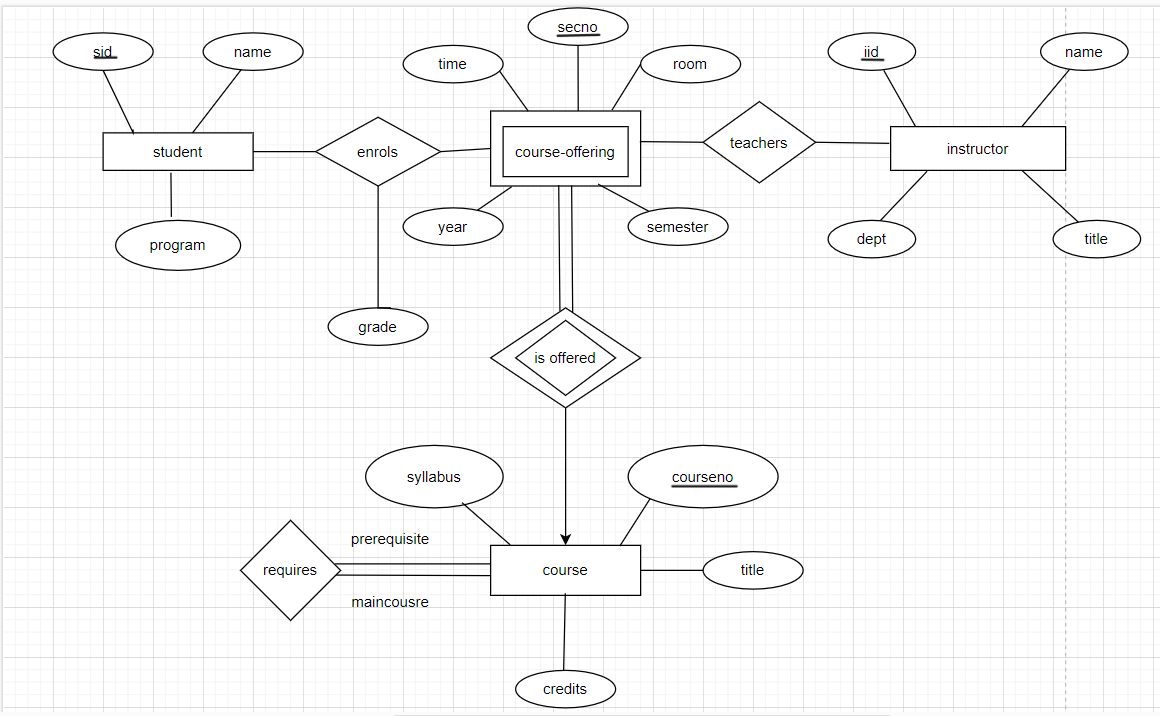 secno
sid
name
time
room
iid
name
student
enrols
course-offering
teachers
instructor
program
year
semester
dept
title
grade
is offered
syllabus
courseno
prerequisite
requires
course
title
maincousre
credits